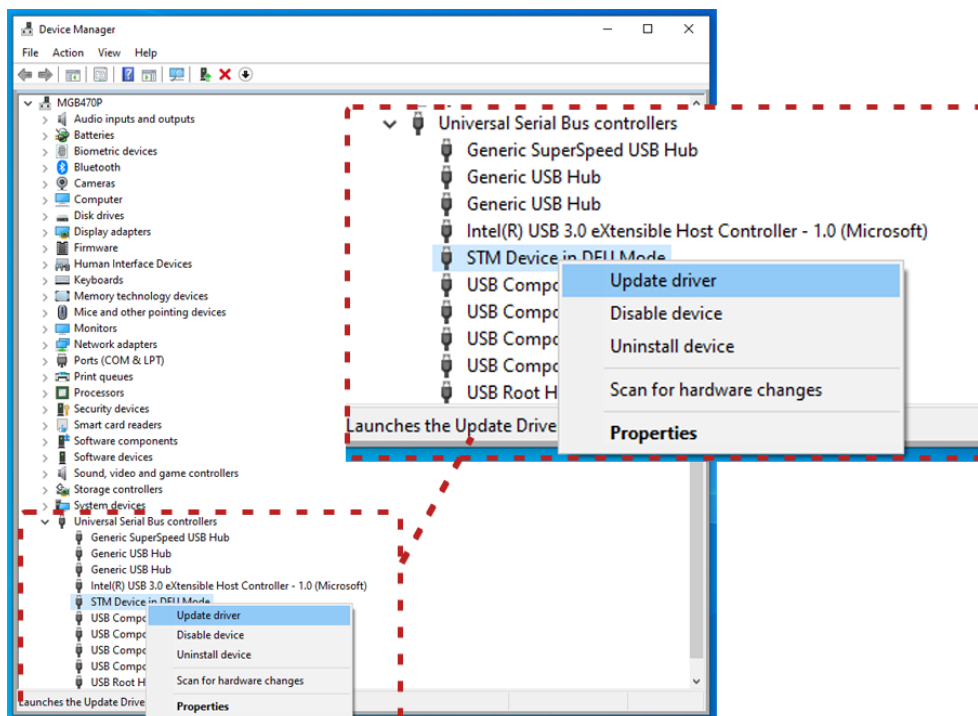 Device Manager
File Action View Help
MGB470P
Audio inputs and outputs
Batteries
Biometric devices
Bluetooth
Cameras
Computer
Disk drives
Display adapters
Firmware
Human Interface Devices
Keyboards
Memory technology devices
Mice and other pointing devices
Monitors
Network adapters
Ports (COM & LPT)
Print queues
Processors
Security devices
Smart card readers
Software components
Software devices
Sound, video and game controllers
Storage controllers
System devices
Universal Serial Bus controllers
Generic SuperSpeed USB Hub
Generic USB Hub
Generic USB Hub
Intel(R) USB 3.0 eXtensible Host Controller - 1.0 (Microsoft)
STM Device in DFU Mode
USB Compo
USB Compo
USB Compo
USB Compo
USB Root H
Update driver
Disable device
Uninstall device
Scan for hardware changes
Properties
Launches the Update Drive
Universal Serial Bus controllers
Generic SuperSpeed USB Hub
Generic USB Hub
Generic USB Hub
Intel(R) USB 3.0 eXtensible Host Controller - 1.0 (Microsoft)
STM Device in DFU Mode
USB Compo
USB Compo
USB Compo
USB Compo
USB Root H
Update driver
Disable device
Uninstall device
Scan for hardware changes
Properties
Launches the Update Drive